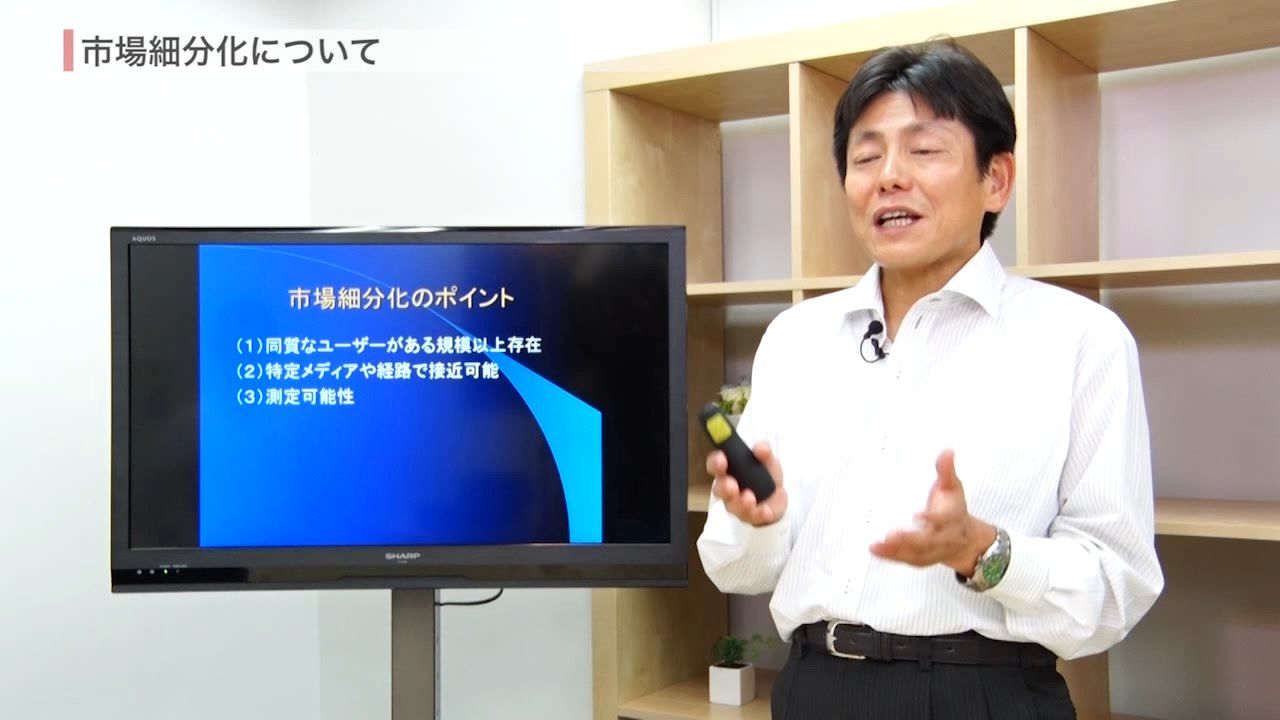 市場細分化について
AQUOS
市場細分化のポイント
（１）同質なユーザーがある規模以上存在
（２）特定メディアや経路で接近可能
（３）測定可能性
SHARP